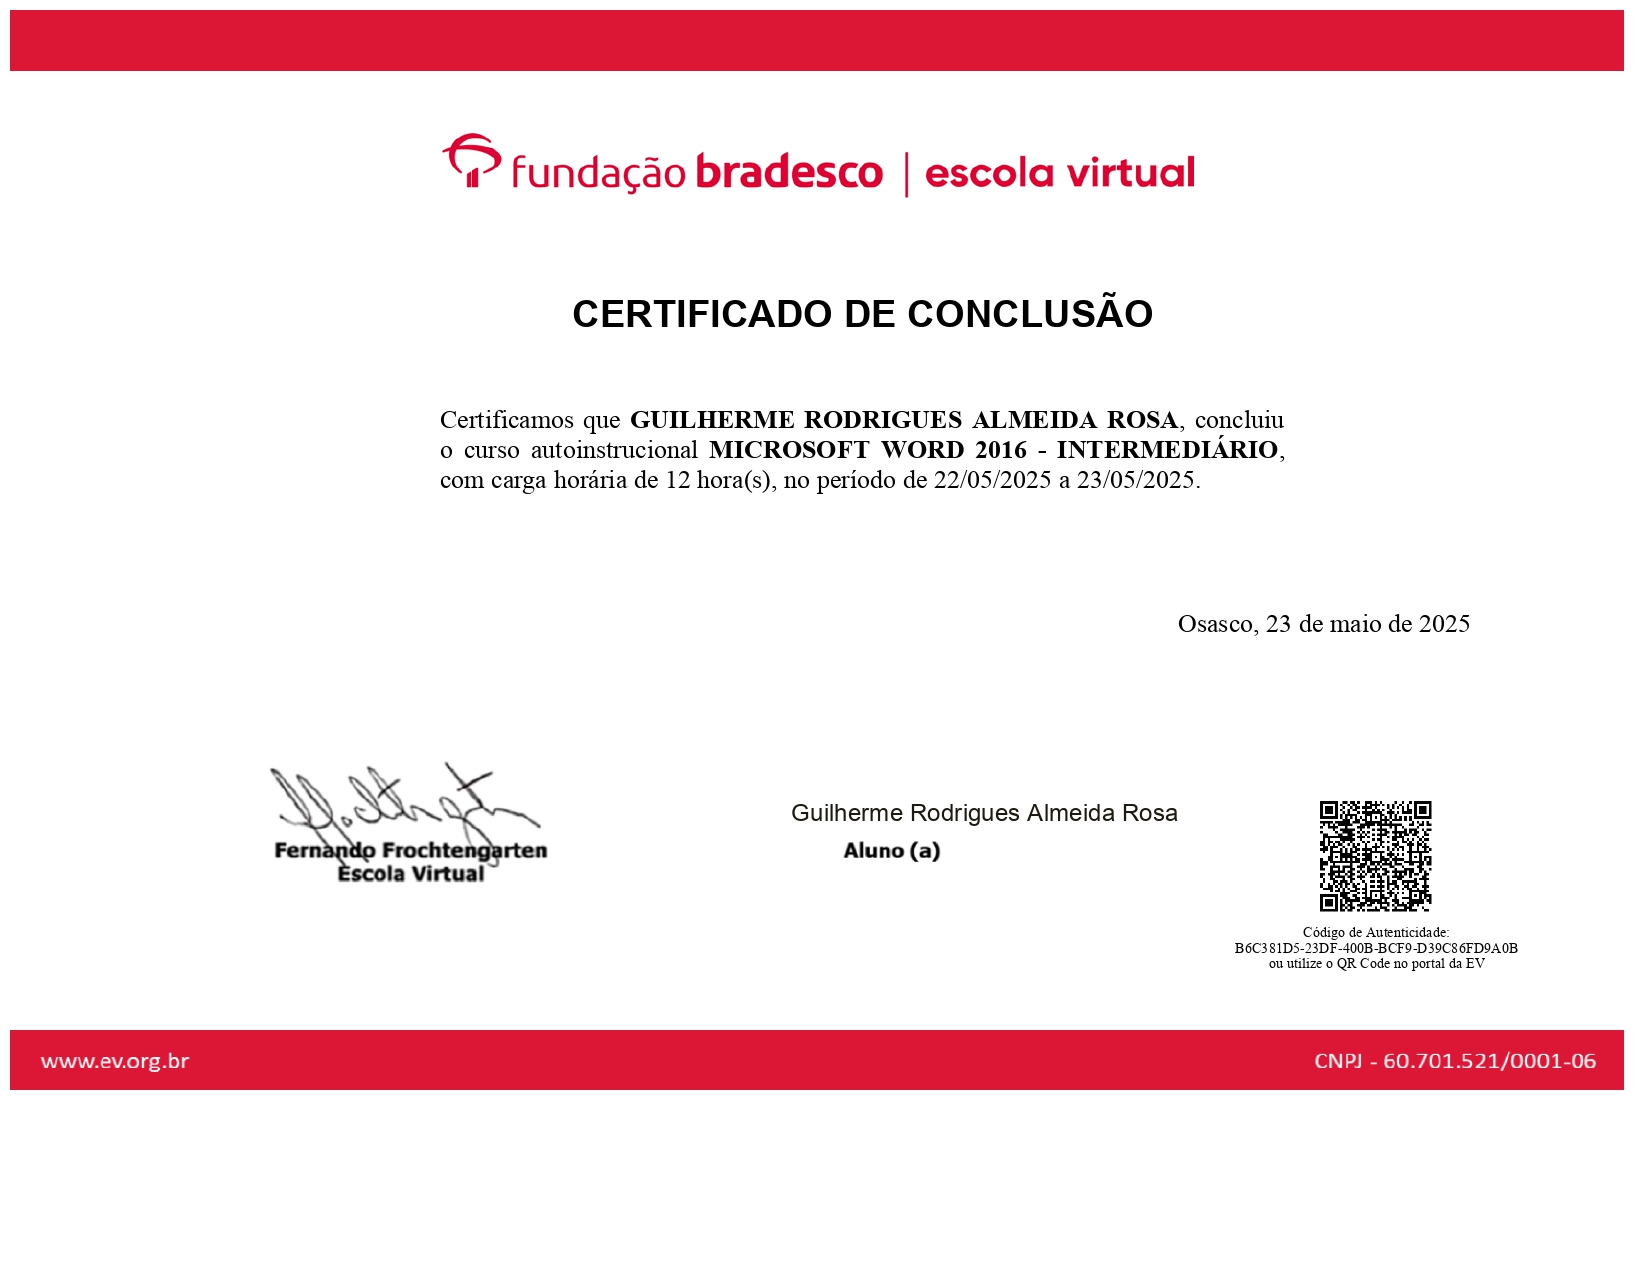 fundação bradesco | escola virtual
CERTIFICADO DE CONCLUSÃO
Certificamos que GUILHERME RODRIGUES ALMEIDA ROSA, concluiu
o curso autoinstrucional MICROSOFT WORD 2016 - INTERMEDIÁRIO,
com carga horária de 12 hora(s), no período de 22/05/2025 a 23/05/2025.
Osasco, 23 de maio de 2025
Fernando Frochtengarten
Escola Virtual
Guilherme Rodrigues Almeida Rosa
Aluno (a)
Código de Autenticidade:
B6C381D5-23DF-400B-BCF9-D39C86FD9A0B
ou utilize o QR Code no portal da EV
www.ev.org.br
CNPJ - 60.701.521/0001-06